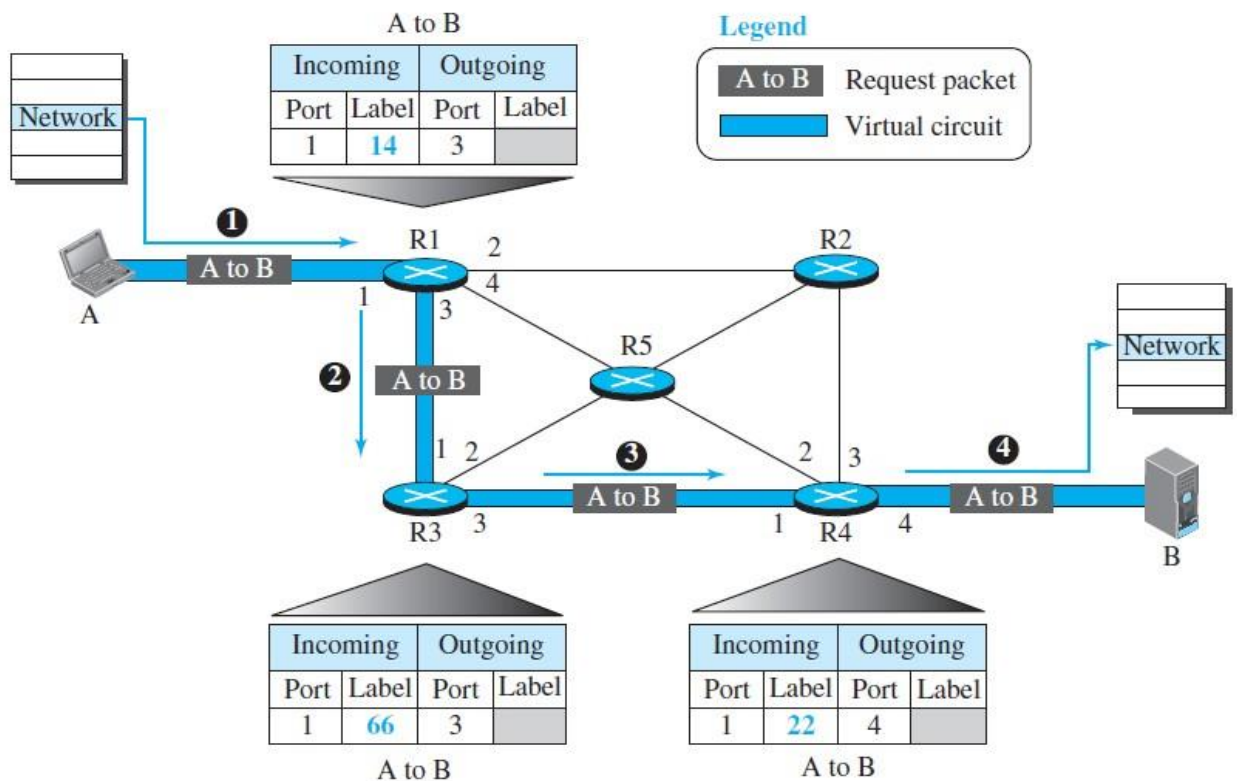 A to B
Incoming Outgoing
Port Label Port Label
1 14 3
Legend
A to B Request packet
Virtual circuit
Network
1
A to B
A
1
R1
2
4
3
R2
2
A to B
R5
Network
1
2
R3
3
3
A to B
2
3
1
R4
4
4
A to B
B
Incoming Outgoing
Port Label Port Label
1 66 3
A to B
Incoming Outgoing
Port Label Port Label
1 22 4
A to B